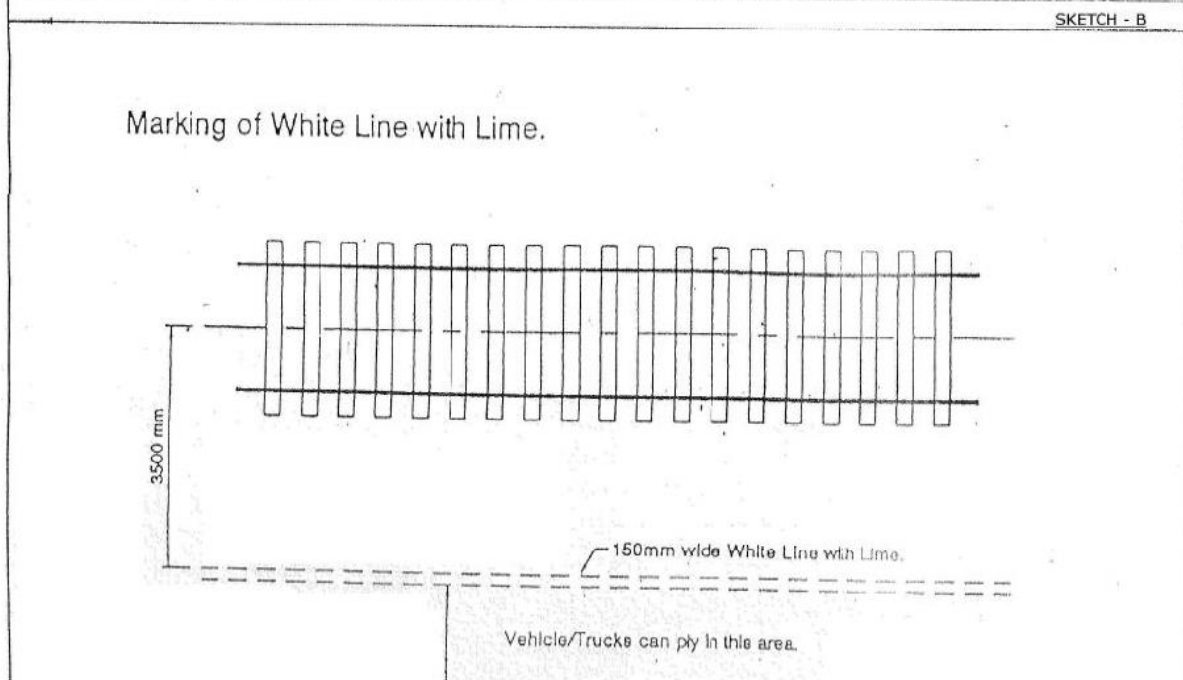 SKETCH - B
Marking of White Line with Lime.
3500 mm
150mm wide White Line with Lime.
Vehicle/Trucks can ply in this area.